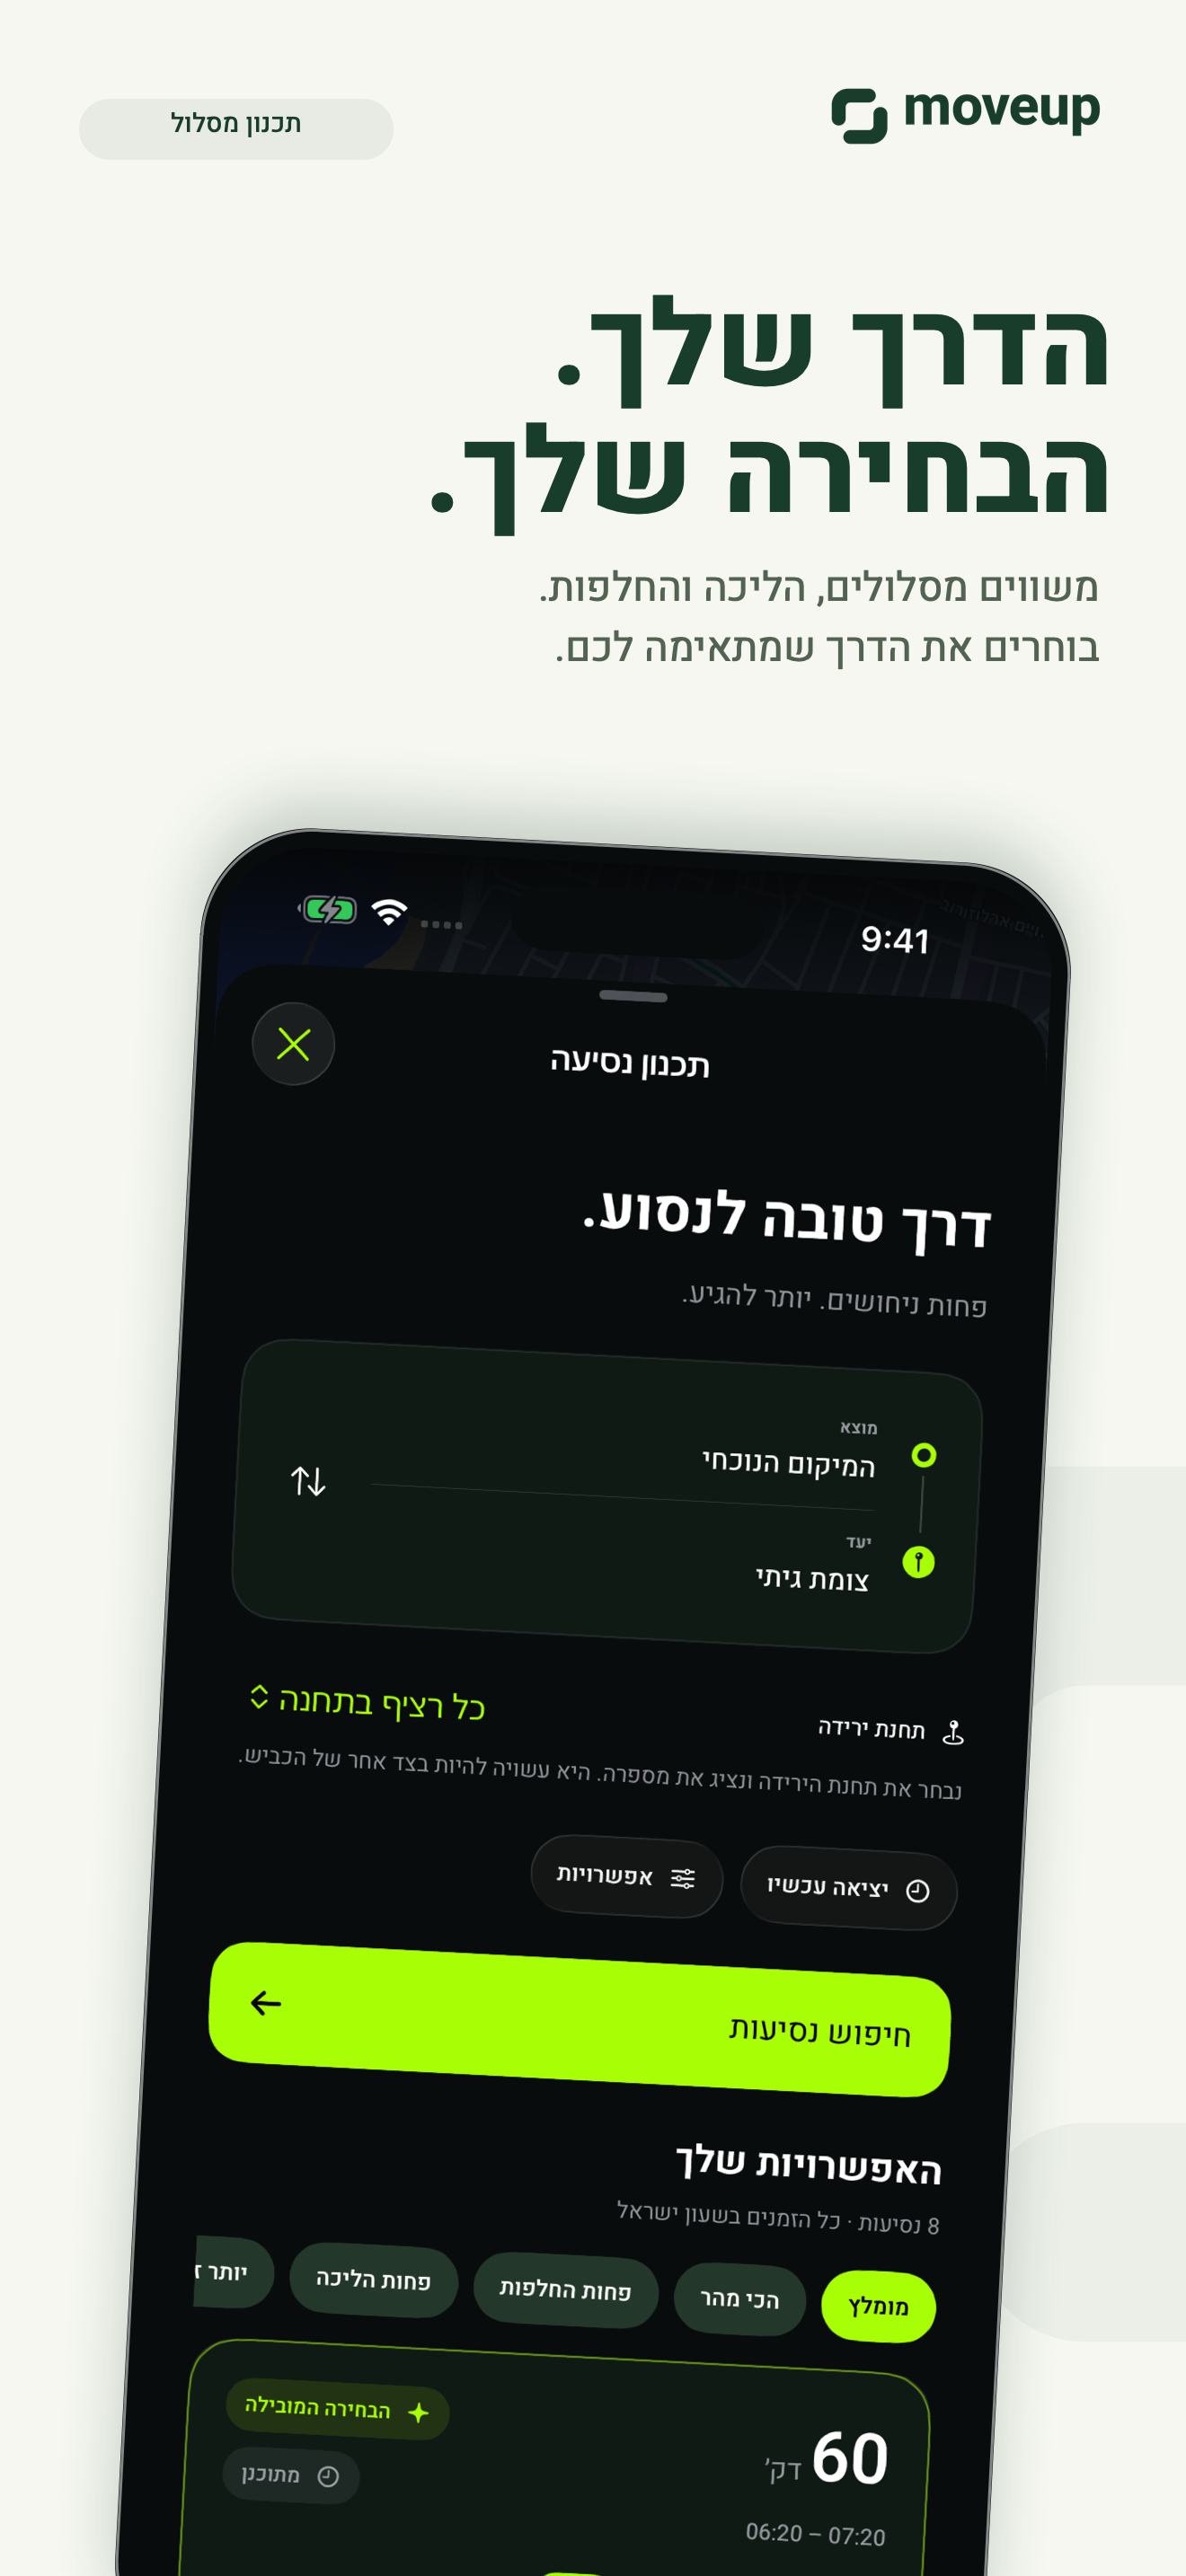 moveup
תכנון מסלול
הדרך שלך.
הבחירה שלך.
משווים מסלולים, הליכה והחלפות.
בוחרים את הדרך שמתאימה לכם.
9:41
תכנון נסיעה
דרך טובה לנסוע.
פחות ניחושים. יותר להגיע.
מוצא
המיקום הנוכחי
יעד
צומת גיתי
תחנת ירידה
כל רציף בתחנה
נבחר את תחנת הירידה ונציג את מספרה. היא עשויה להיות בצד אחר של הכביש.
יציאה עכשיו
אפשרויות
חיפוש נסיעות
האפשרויות שלך
8 נסיעות · כל הזמנים בשעון ישראל
מומלץ
הכי מהר
פחות החלפות
פחות הליכה
יותר
60 דק׳
הבחירה המובילה
מתוכנן
06:20 – 07:20